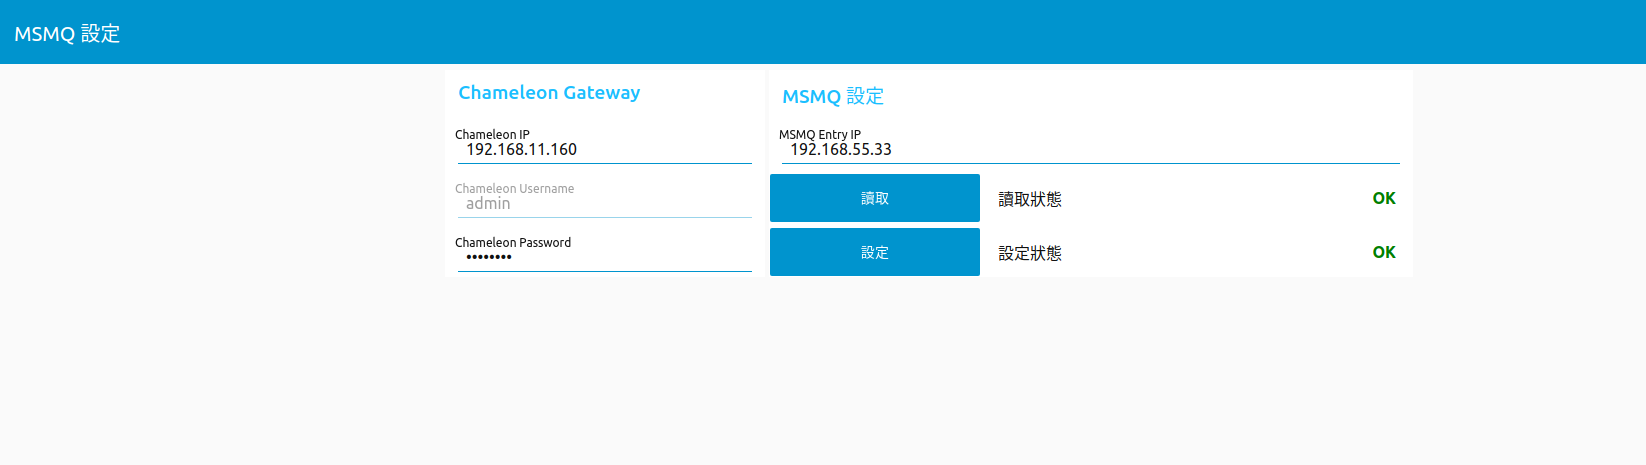 MSMQ 設定
Chameleon Gateway
Chameleon IP
192.168.11.160
Chameleon Username
admin
Chameleon Password
••••••••
MSMQ 設定
MSMQ Entry IP
192.168.55.33
讀取 讀取狀態 OK
設定 設定狀態 OK